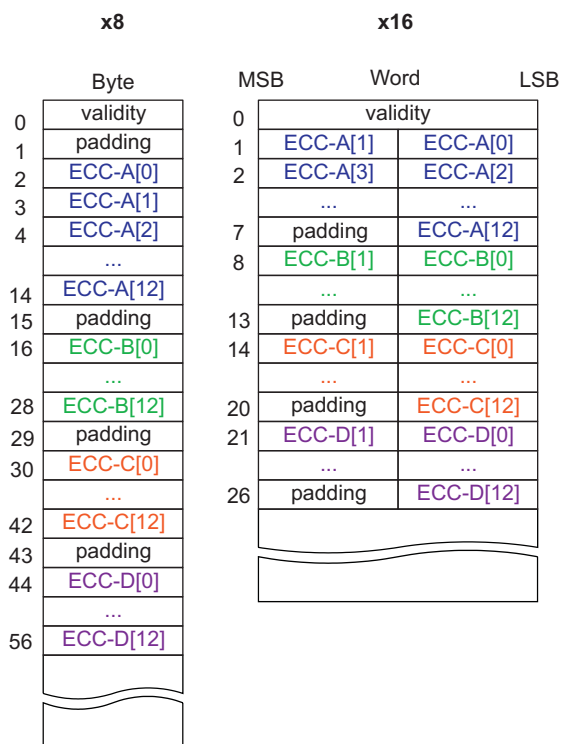 x8
Byte
0 validity
1 padding
2 ECC-A[0]
3 ECC-A[1]
4 ECC-A[2]
...
14 ECC-A[12]
15 padding
16 ECC-B[0]
...
28 ECC-B[12]
29 padding
30 ECC-C[0]
...
42 ECC-C[12]
43 padding
44 ECC-D[0]
...
56 ECC-D[12]
x16
MSB Word LSB
0 validity
1 ECC-A[1] ECC-A[0]
2 ECC-A[3] ECC-A[2]
... ...
7 padding ECC-A[12]
8 ECC-B[1] ECC-B[0]
... ...
13 padding ECC-B[12]
14 ECC-C[1] ECC-C[0]
... ...
20 padding ECC-C[12]
21 ECC-D[1] ECC-D[0]
... ...
26 padding ECC-D[12]